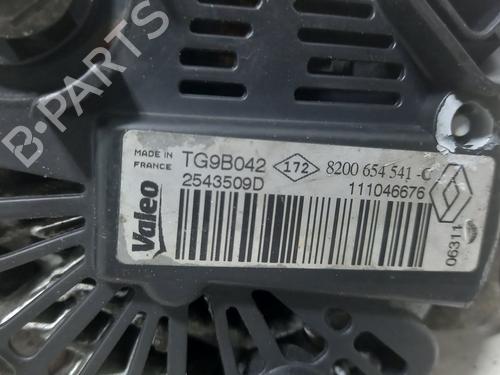 B-PARTS
MADE IN
FRANCE
TG9B042
172
8200 654 541 -C
2543509D
111046676
Valeo
06311